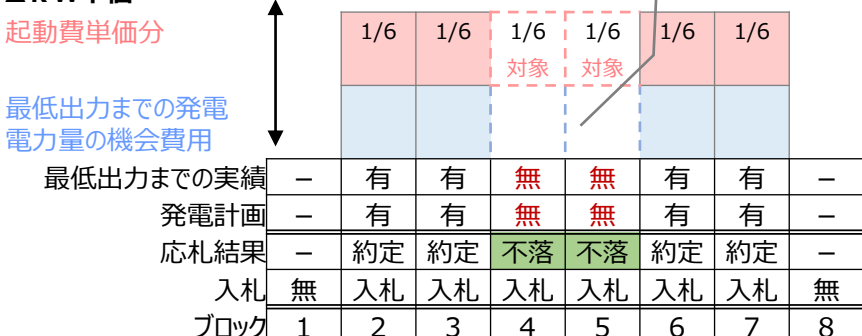 起動費単価分
1/6 1/6 1/6 1/6 1/6 1/6
対象 対象
最低出力までの発電
電力量の機会費用
最低出力までの実績 － 有 有 無 無 有 有 －
発電計画 － 有 有 無 無 有 有 －
応札結果 － 約定 約定 不落 不落 約定 約定 －
入札 無 入札 入札 入札 入札 入札 入札 無
ブロック 1 2 3 4 5 6 7 8